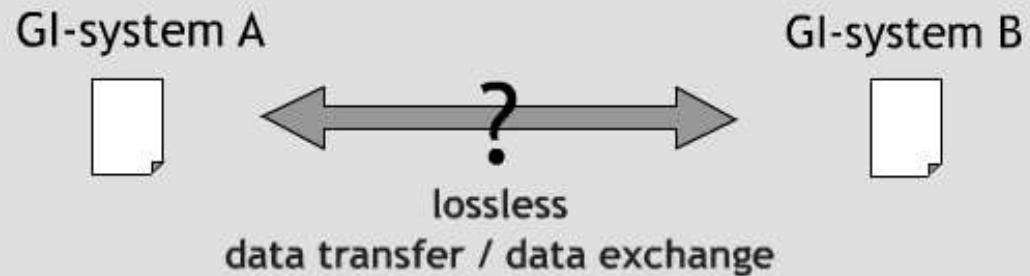 GI-system A
GI-system B
?
lossless
data transfer / data exchange